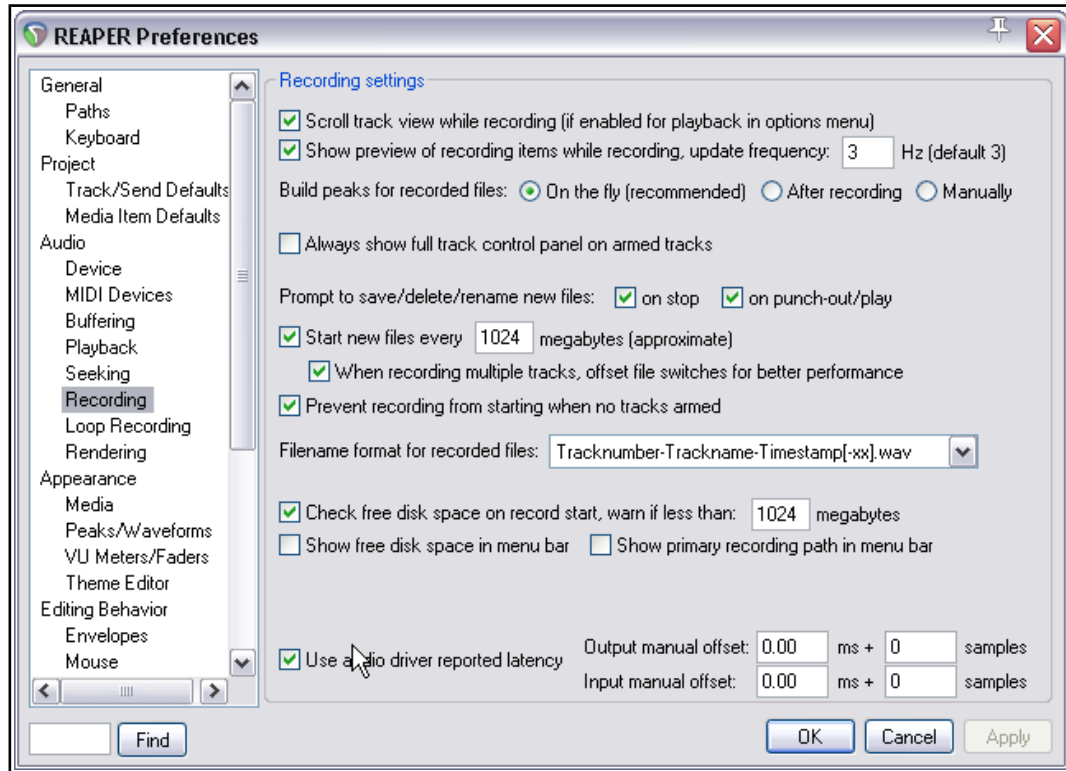 REAPER Preferences
General
Paths
Keyboard
Project
Track/Send Defaults
Media Item Defaults
Audio
Device
MIDI Devices
Buffering
Playback
Seeking
Recording
Loop Recording
Rendering
Appearance
Media
Peaks/Waveforms
VU Meters/Faders
Theme Editor
Editing Behavior
Envelopes
Mouse
Find
Recording settings
Scroll track view while recording (if enabled for playback in options menu)
Show preview of recording items while recording, update frequency: 3 Hz (default 3)
Build peaks for recorded files: On the fly (recommended) After recording Manually
Always show full track control panel on armed tracks
Prompt to save/delete/rename new files: on stop on punch-out/play
Start new files every 1024 megabytes (approximate)
When recording multiple tracks, offset file switches for better performance
Prevent recording from starting when no tracks armed
Filename format for recorded files: Tracknumber-Trackname-Timestamp[-xx].wav
Check free disk space on record start, warn if less than: 1024 megabytes
Show free disk space in menu bar Show primary recording path in menu bar
Use audio driver reported latency
Output manual offset: 0.00 ms + 0 samples
Input manual offset: 0.00 ms + 0 samples
OK Cancel Apply